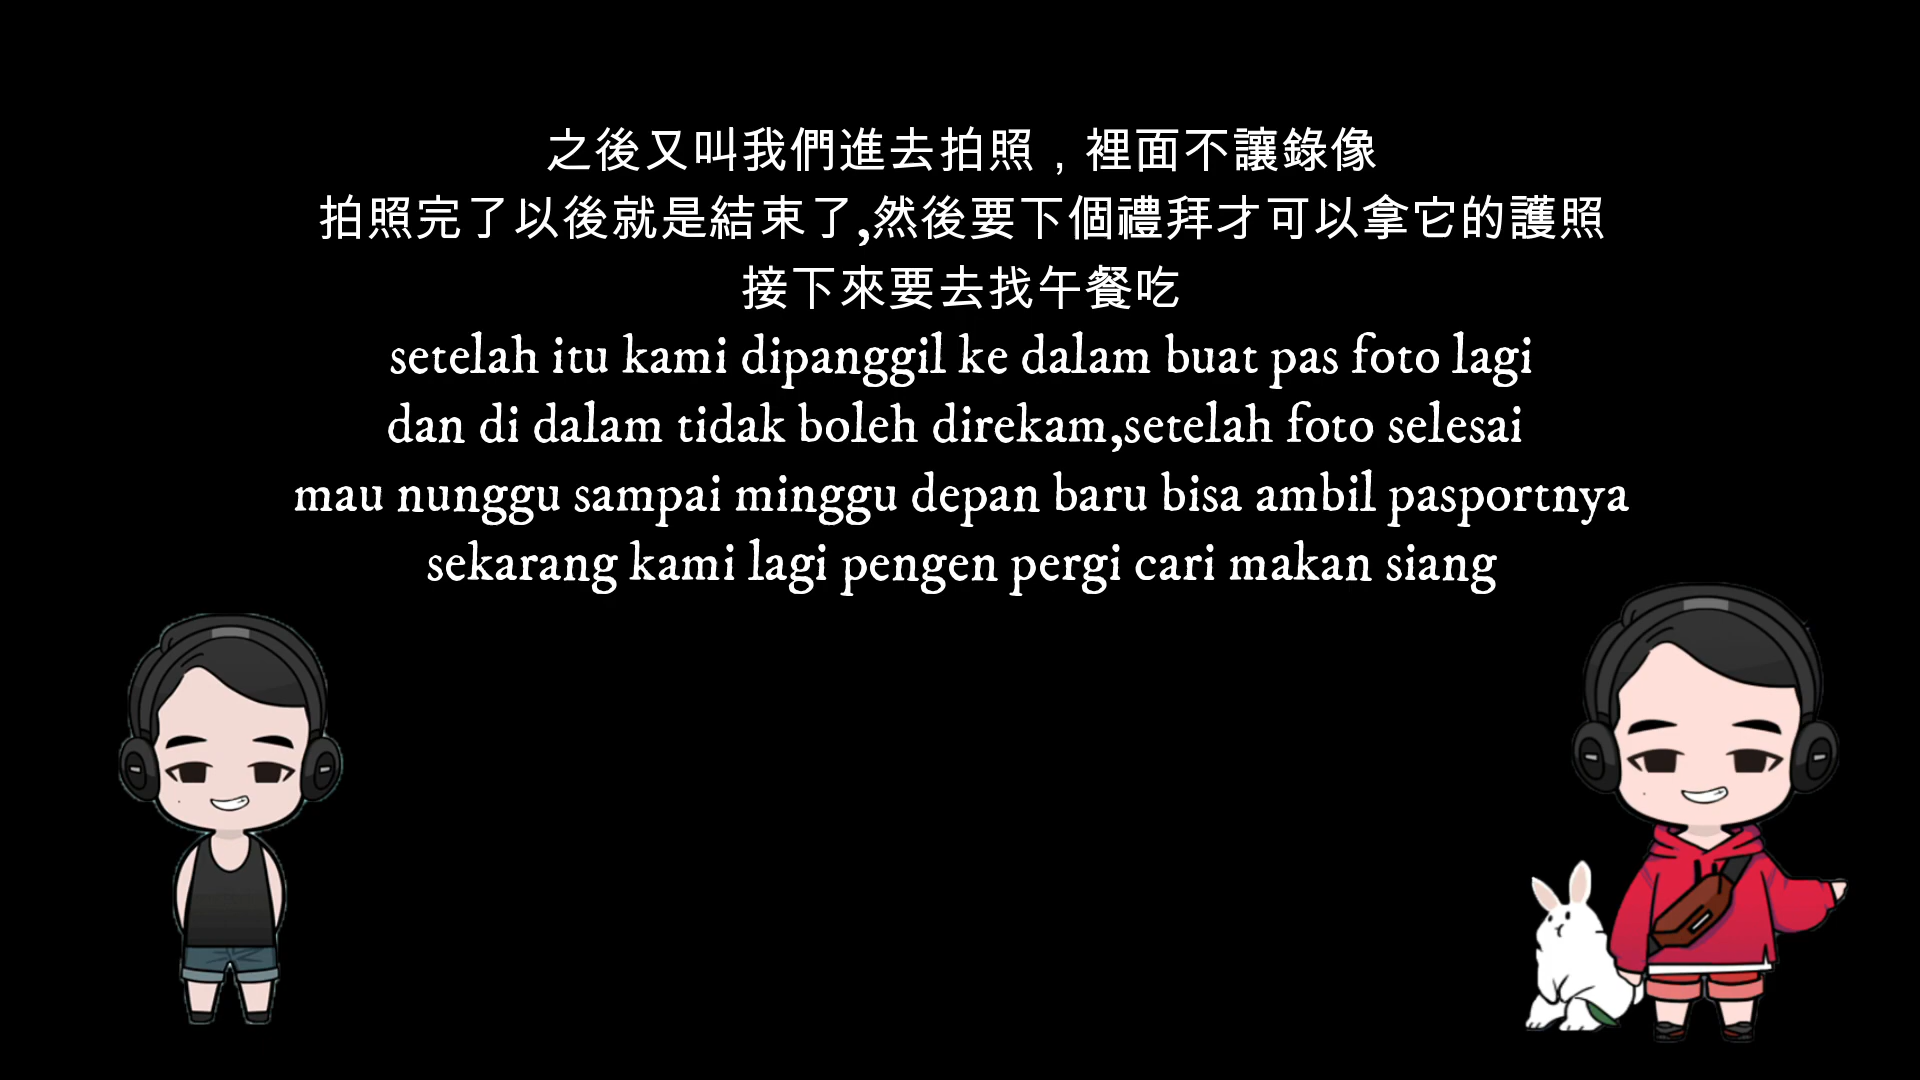 之後又叫我們進去拍照，裡面不讓錄像
拍照完了以後就是結束了,然後要下個禮拜才可以拿它的護照
接下來要去找午餐吃
setelah itu kami dipanggil ke dalam buat pas foto lagi
dan di dalam tidak boleh direkam,setelah foto selesai
mau nunggu sampai minggu depan baru bisa ambil pasportnya
sekarang kami lagi pengen pergi cari makan siang